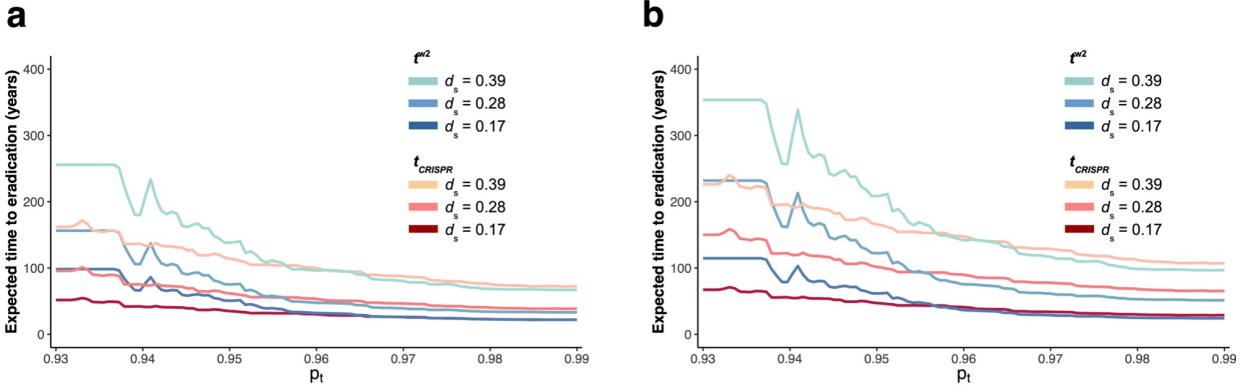 a
Expected time to eradication (years)
400
300
200
100
0
0.93 0.94 0.95 0.96 0.97 0.98 0.99
pt
tw2
ds = 0.39
ds = 0.28
ds = 0.17
tCRISPR
ds = 0.39
ds = 0.28
ds = 0.17
b
Expected time to eradication (years)
400
300
200
100
0
0.93 0.94 0.95 0.96 0.97 0.98 0.99
pt
tw2
ds = 0.39
ds = 0.28
ds = 0.17
tCRISPR
ds = 0.39
ds = 0.28
ds = 0.17